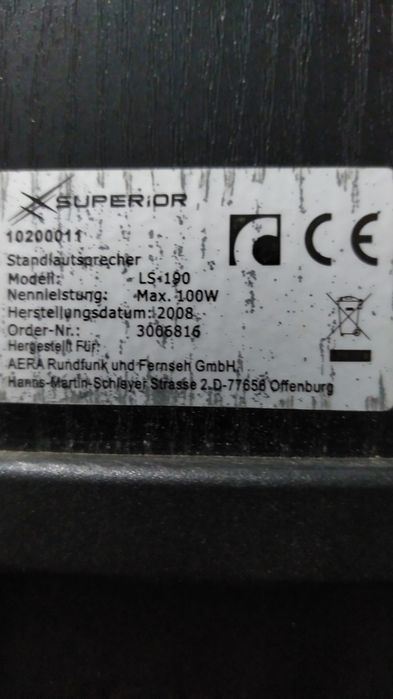 SUPERiOR
10200011
Standlautsprecher
Modell: LS-190
Nennleistung: Max. 100W
Herstellungsdatum: 2008
Order-Nr.: 3006816
Hergestellt Für:
AERA Rundfunk und Fernseh GmbH
Hanns-Martin-Schleyer Strasse 2.D-77656 Offenburg
CE